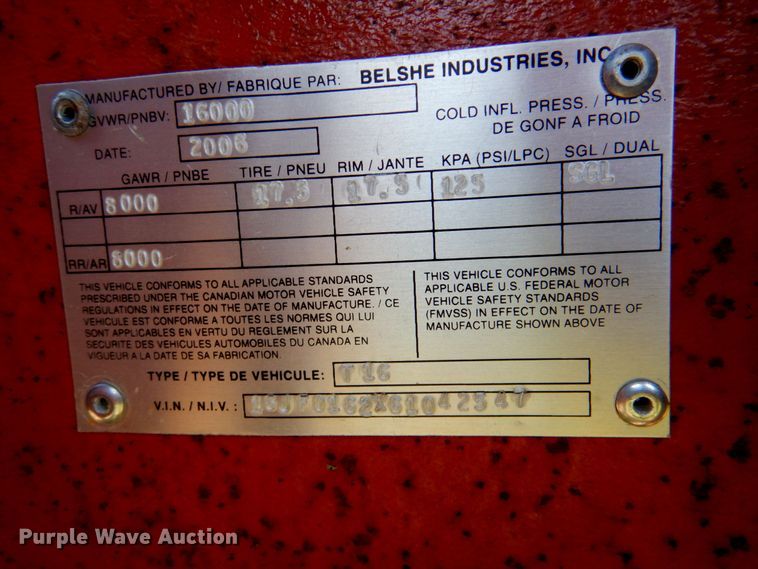 MANUFACTURED BY/ FABRIQUE PAR: BELSHE INDUSTRIES, INC
GVWR/PNBV: 16000
COLD INFL. PRESS. / PRESS.
DE GONF A FROID
DATE: 2006
GAWR / PNBE TIRE / PNEU RIM / JANTE KPA (PSI/LPC) SGL / DUAL
R/AV 8000 17.5 17.5 125 SGL
RR/AR 8000
THIS VEHICLE CONFORMS TO ALL APPLICABLE STANDARDS
PRESCRIBED UNDER THE CANADIAN MOTOR VEHICLE SAFETY
REGULATIONS IN EFFECT ON THE DATE OF MANUFACTURE. / CE
VEHICULE EST CONFORME A TOUTES LES NORMES QUI LUI
SONT APPLICABLES EN VERTU DU REGLEMENT SUR LA
SECURITE DES VEHICULES AUTOMOBILES DU CANADA EN
VIGUEUR A LA DATE DE SA FABRICATION.
THIS VEHICLE CONFORMS TO ALL
APPLICABLE U.S. FEDERAL MOTOR
VEHICLE SAFETY STANDARDS
(FMVSS) IN EFFECT ON THE DATE OF
MANUFACTURE SHOWN ABOVE
TYPE / TYPE DE VEHICULE: T16
V.I.N. / N.I.V. :
Purple Wave Auction